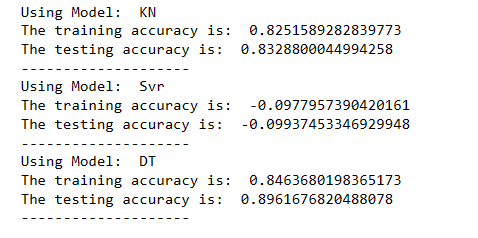 Using Model:  KN
The training accuracy is:  0.8251589282839773
The testing accuracy is:  0.8328800044994258
--------------------
Using Model:  Svr
The training accuracy is:  -0.0977957390420161
The testing accuracy is:  -0.09937453346929948
--------------------
Using Model:  DT
The training accuracy is:  0.8463680198365173
The testing accuracy is:  0.8961676820488078
--------------------